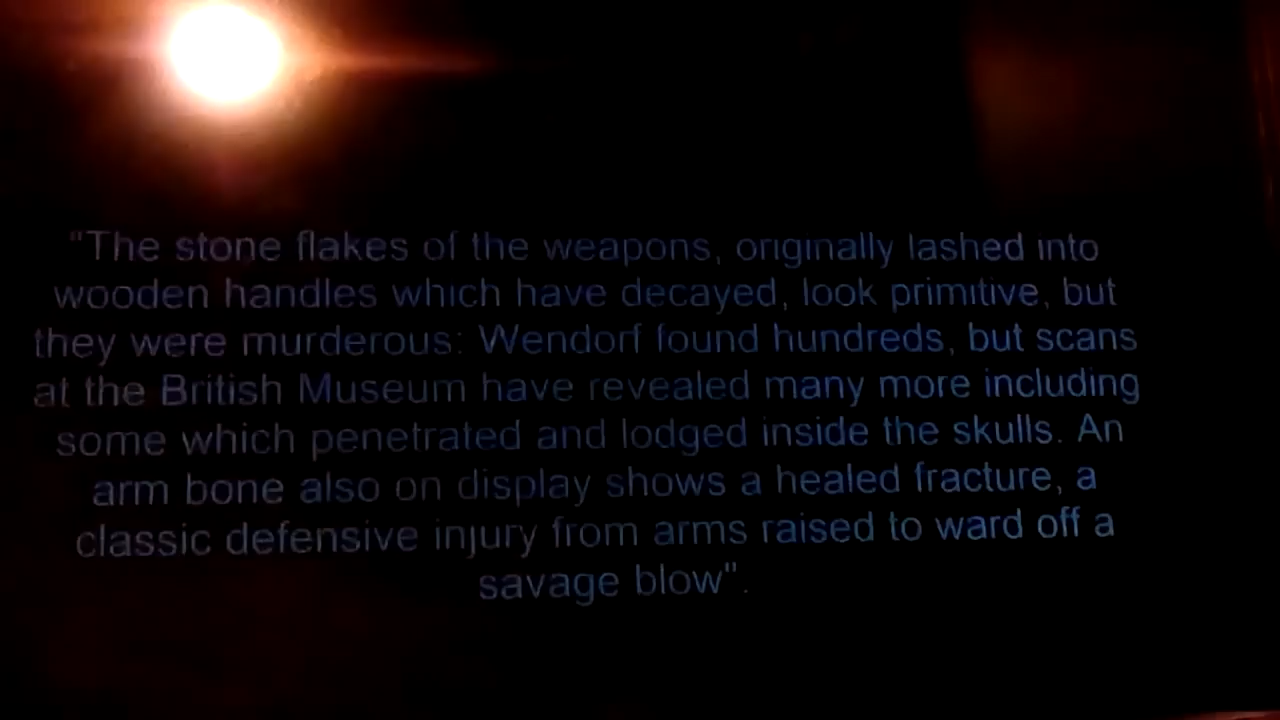 "The stone flakes of the weapons, originally lashed into
wooden handles which have decayed, look primitive, but
they were murderous: Wendorf found hundreds, but scans
at the British Museum have revealed many more including
some which penetrated and lodged inside the skulls. An
arm bone also on display shows a healed fracture, a
classic defensive injury from arms raised to ward off a
savage blow".